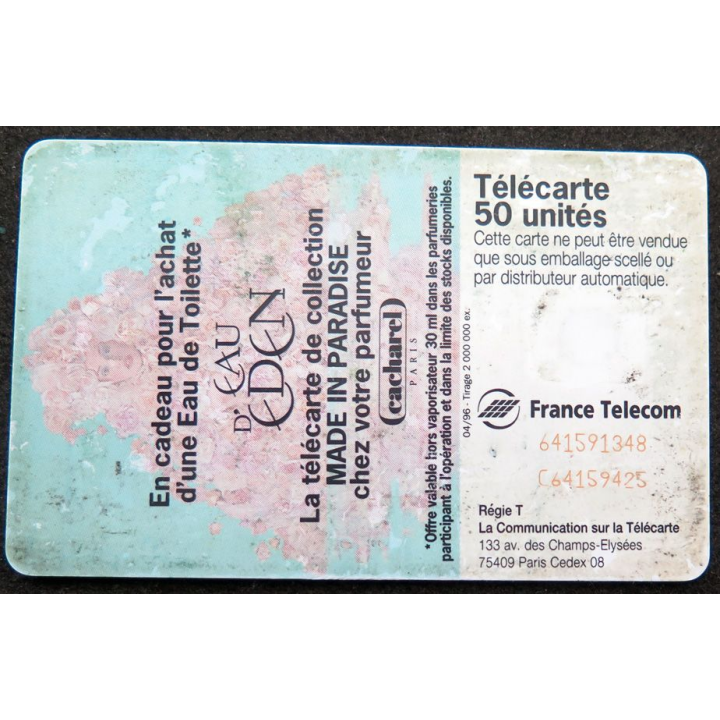 En cadeau pour l'achat
d'une Eau de Toilette*
D'EAU
EDEN
La télécarte de collection
MADE IN PARADISE
chez votre parfumeur
cacharel
PARIS
*Offre valable hors vaporisateur 30 ml dans les parfumeries
participant à l'opération et dans la limite des stocks disponibles.
04/96 - Tirage 2 000 000 ex.
Télécarte
50 unités
Cette carte ne peut être vendue
que sous emballage scellé ou
par distributeur automatique.
France Telecom
641591348
C64159425
Régie T
La Communication sur la Télécarte
133 av. des Champs-Elysées
75409 Paris Cedex 08